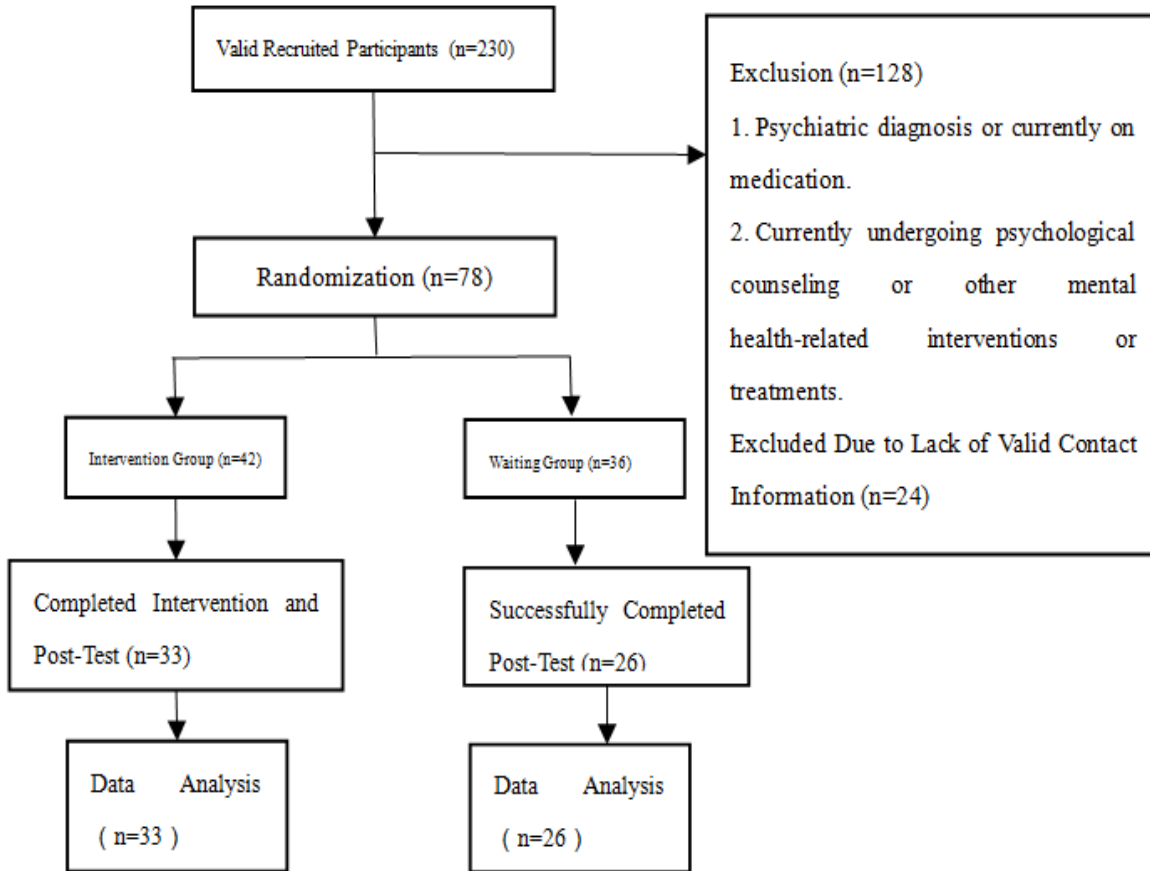 Valid Recruited Participants (n=230)
Exclusion (n=128)
1. Psychiatric diagnosis or currently on
medication.
2. Currently undergoing psychological
counseling or other mental
health-related interventions or
treatments.
Excluded Due to Lack of Valid Contact
Information (n=24)
Randomization (n=78)
Intervention Group (n=42)
Waiting Group (n=36)
Completed Intervention and
Post-Test (n=33)
Successfully Completed
Post-Test (n=26)
Data Analysis
( n=33 )
Data Analysis
( n=26 )